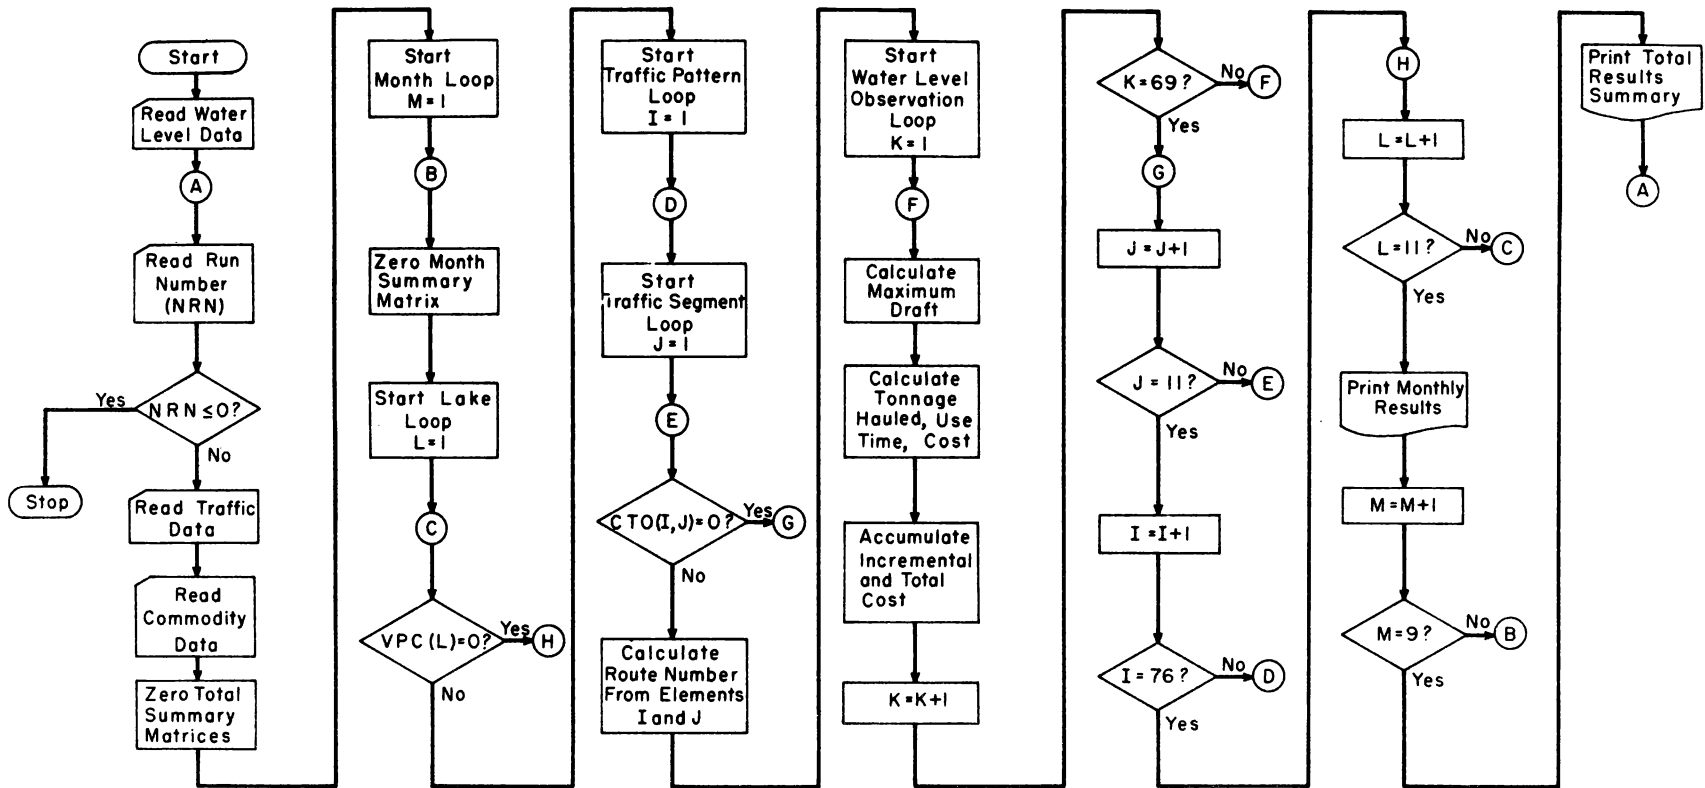 Start
Read Water
Level Data
A
Read Run
Number
(NRN)
NRN≤0?
Yes
No
Stop
Read Traffic
Data
Read
Commodity
Data
Zero Total
Summary
Matrices
Start
Month Loop
M=1
B
Zero Month
Summary
Matrix
Start Lake
Loop
L=1
C
VPC(L)=0?
Yes
H
No
Start
Traffic Pattern
Loop
I=1
D
Start
Traffic Segment
Loop
J=1
E
CTO(I,J)=0?
Yes
G
No
Calculate
Route Number
From Elements
I and J
Start
Water Level
Observation
Loop
K=1
F
Calculate
Maximum
Draft
Calculate
Tonnage
Hauled, Use
Time, Cost
Accumulate
Incremental
and Total
Cost
K=K+1
K=69?
No
F
Yes
G
J=J+1
J=11?
No
E
Yes
I=I+1
I=76?
No
D
Yes
H
L=L+1
L=11?
No
C
Yes
Print Monthly
Results
M=M+1
M=9?
No
B
Yes
Print Total
Results
Summary
A